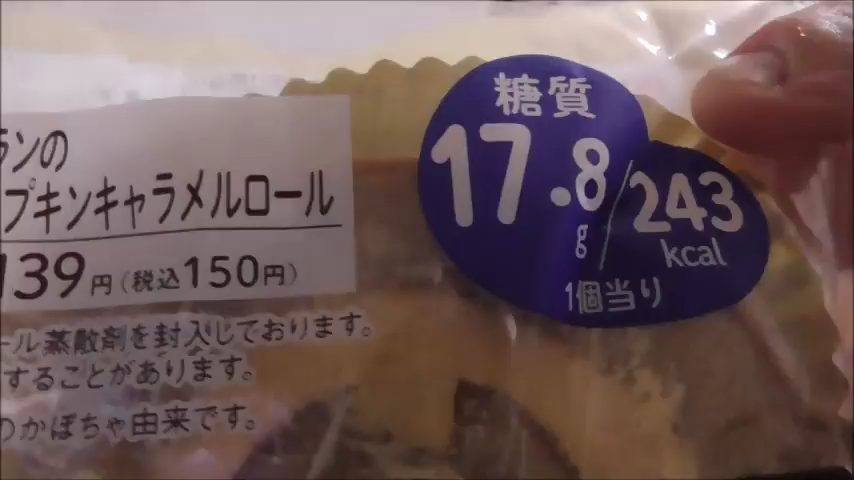 ランの
プキンキャラメルロール
139円(税込150円)
ール蒸散剤を封入しております。
することがあります。
のかぼちゃ由来です。
糖質
17.8g/243kcal
1個当り